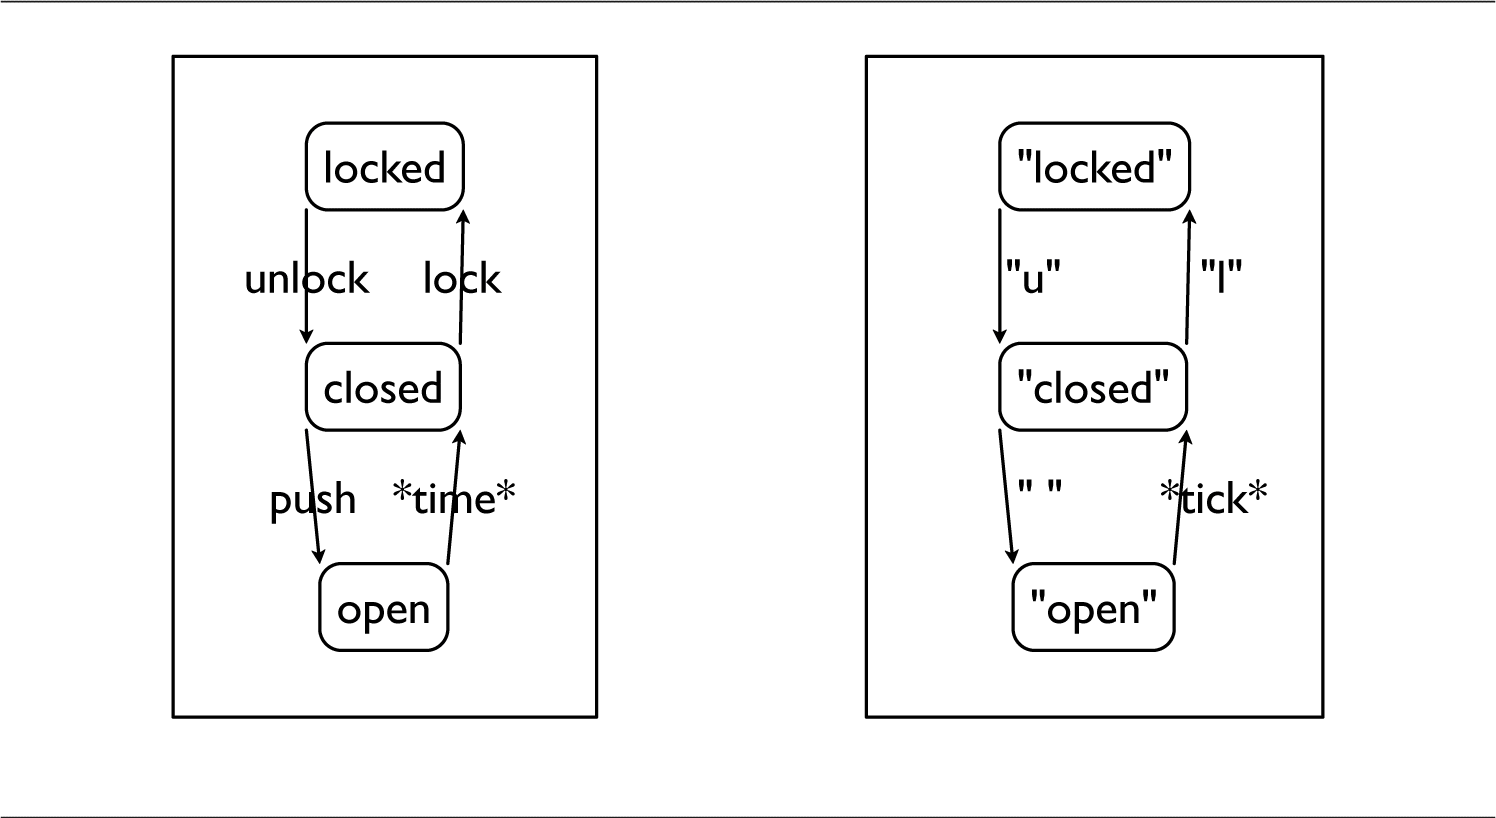 locked
unlock lock
closed
push *time*
open
"locked"
"u" "l"
"closed"
" " *tick*
"open"